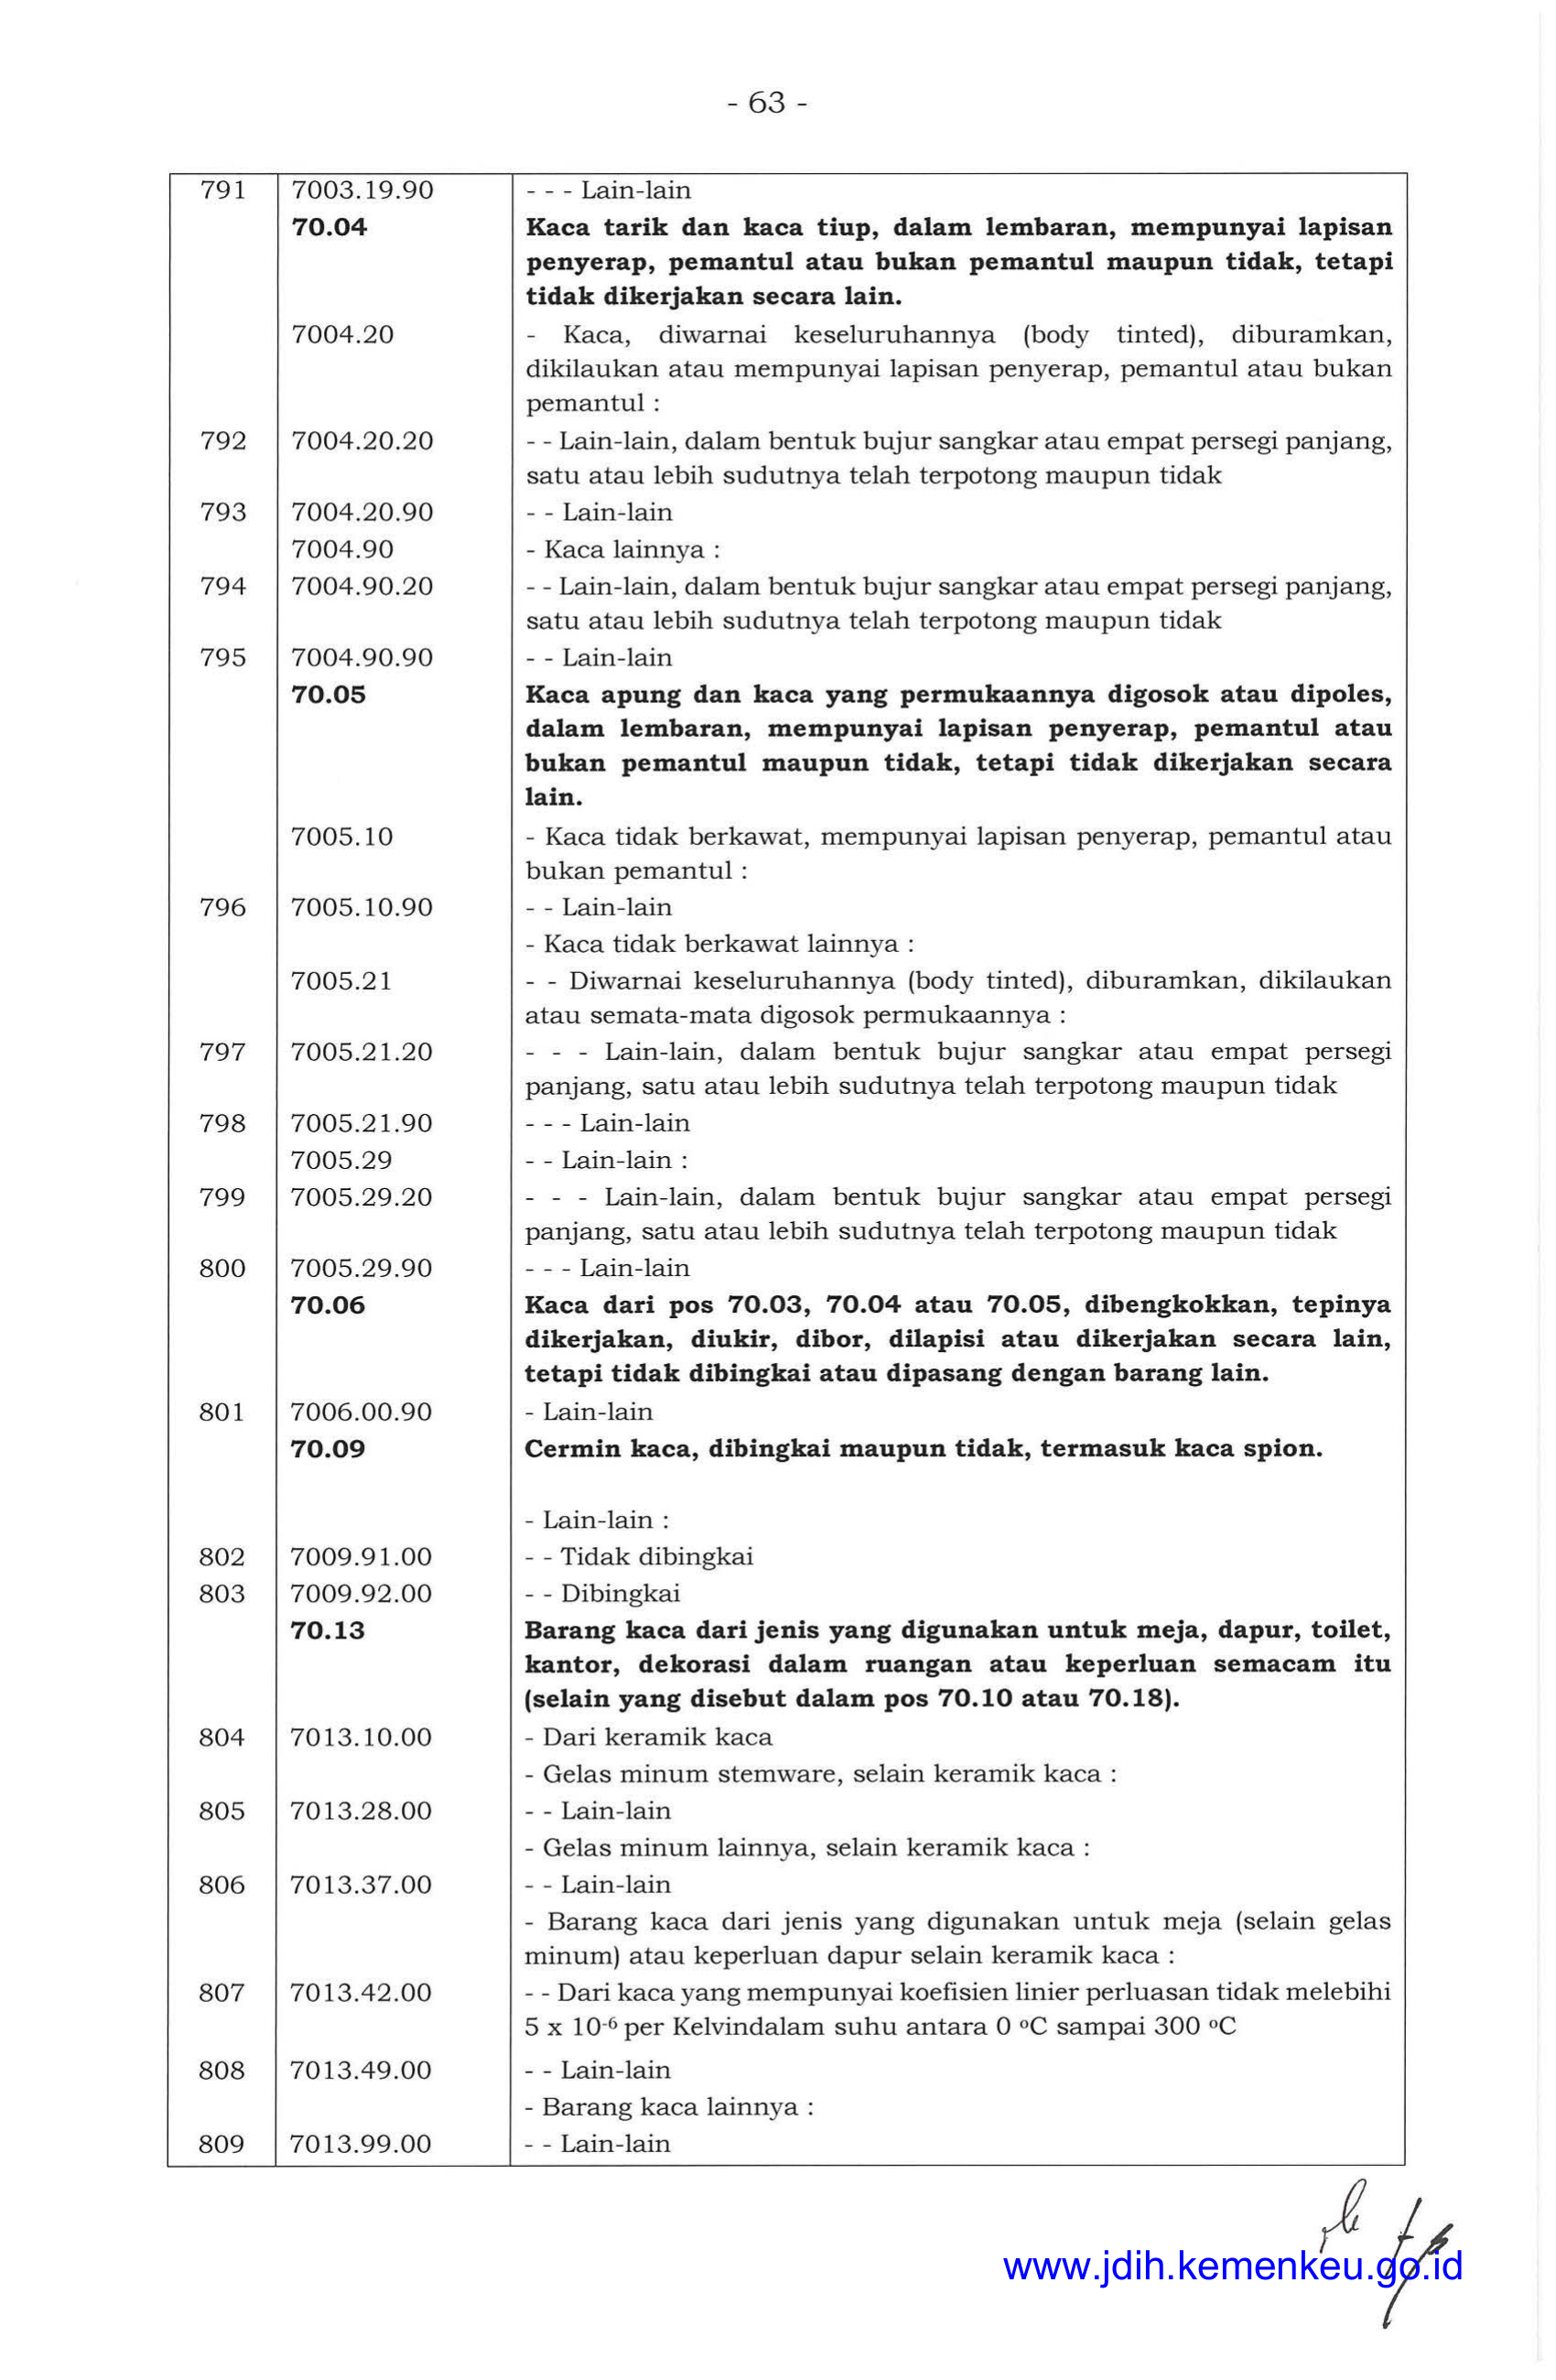 - 63 -
791 7003.19.90 - - - Lain-lain
70.04 Kaca tarik dan kaca tiup, dalam lembaran, mempunyai lapisan
penyerap, pemantul atau bukan pemantul maupun tidak, tetapi
tidak dikerjakan secara lain.
7004.20 - Kaca, diwarnai keseluruhannya (body tinted), diburamkan,
dikilaukan atau mempunyai lapisan penyerap, pemantul atau bukan
pemantul :
792 7004.20.20 - - Lain-lain, dalam bentuk bujur sangkar atau empat persegi panjang,
satu atau lebih sudutnya telah terpotong maupun tidak
793 7004.20.90 - - Lain-lain
7004.90 - Kaca lainnya :
794 7004.90.20 - - Lain-lain, dalam bentuk bujur sangkar atau empat persegi panjang,
satu atau lebih sudutnya telah terpotong maupun tidak
795 7004.90.90 - - Lain-lain
70.05 Kaca apung dan kaca yang permukaannya digosok atau dipoles,
dalam lembaran, mempunyai lapisan penyerap, pemantul atau
bukan pemantul maupun tidak, tetapi tidak dikerjakan secara
lain.
7005.10 - Kaca tidak berkawat, mempunyai lapisan penyerap, pemantul atau
bukan pemantul :
796 7005.10.90 - - Lain-lain
- Kaca tidak berkawat lainnya :
7005.21 - - Diwarnai keseluruhannya (body tinted), diburamkan, dikilaukan
atau semata-mata digosok permukaannya :
797 7005.21.20 - - - Lain-lain, dalam bentuk bujur sangkar atau empat persegi
panjang, satu atau lebih sudutnya telah terpotong maupun tidak
798 7005.21.90 - - - Lain-lain
7005.29 - - Lain-lain :
799 7005.29.20 - - - Lain-lain, dalam bentuk bujur sangkar atau empat persegi
panjang, satu atau lebih sudutnya telah terpotong maupun tidak
800 7005.29.90 - - - Lain-lain
70.06 Kaca dari pos 70.03, 70.04 atau 70.05, dibengkokkan, tepinya
dikerjakan, diukir, dibor, dilapisi atau dikerjakan secara lain,
tetapi tidak dibingkai atau dipasang dengan barang lain.
801 7006.00.90 - Lain-lain
70.09 Cermin kaca, dibingkai maupun tidak, termasuk kaca spion.
- Lain-lain :
802 7009.91.00 - - Tidak dibingkai
803 7009.92.00 - - Dibingkai
70.13 Barang kaca dari jenis yang digunakan untuk meja, dapur, toilet,
kantor, dekorasi dalam ruangan atau keperluan semacam itu
(selain yang disebut dalam pos 70.10 atau 70.18).
804 7013.10.00 - Dari keramik kaca
- Gelas minum stemware, selain keramik kaca :
805 7013.28.00 - - Lain-lain
- Gelas minum lainnya, selain keramik kaca :
806 7013.37.00 - - Lain-lain
- Barang kaca dari jenis yang digunakan untuk meja (selain gelas
minum) atau keperluan dapur selain keramik kaca :
807 7013.42.00 - - Dari kaca yang mempunyai koefisien linier perluasan tidak melebihi
5 x 10⁻⁶ per Kelvindalam suhu antara 0 ºC sampai 300 ºC
808 7013.49.00 - - Lain-lain
- Barang kaca lainnya :
809 7013.99.00 - - Lain-lain
www.jdih.kemenkeu.go.id